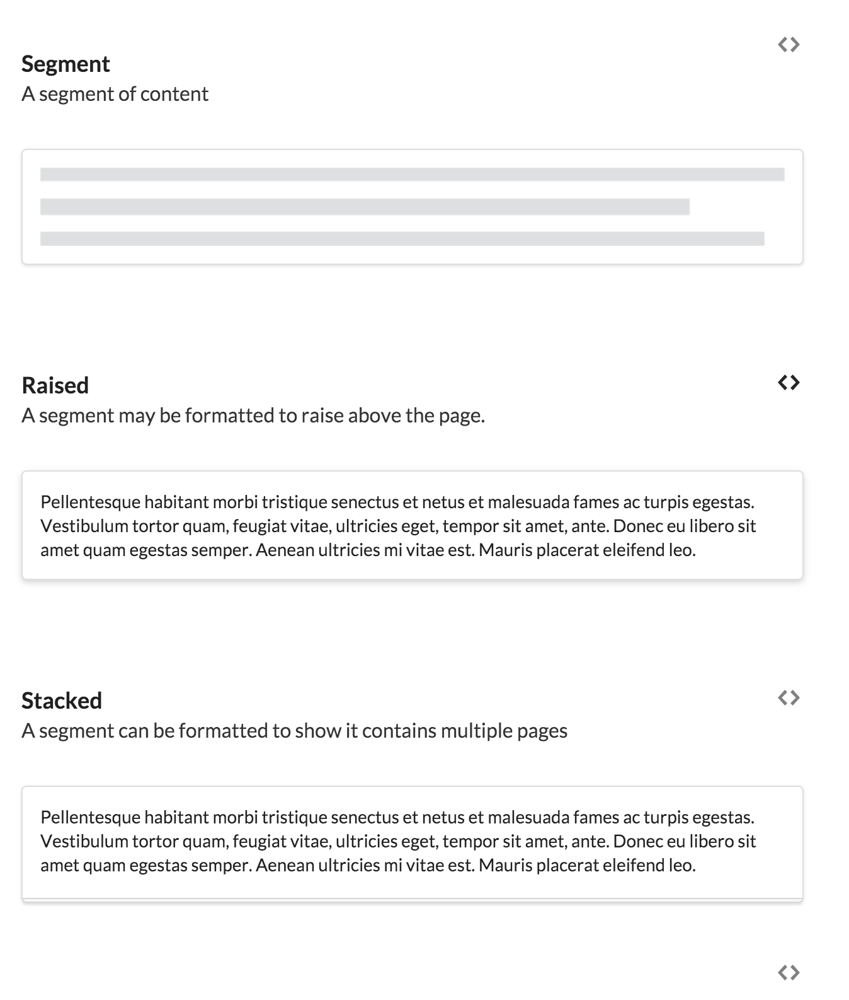 Segment
A segment of content
Raised
A segment may be formatted to raise above the page.
Pellentesque habitant morbi tristique senectus et netus et malesuada fames ac turpis egestas.
Vestibulum tortor quam, feugiat vitae, ultricies eget, tempor sit amet, ante. Donec eu libero sit
amet quam egestas semper. Aenean ultricies mi vitae est. Mauris placerat eleifend leo.
Stacked
A segment can be formatted to show it contains multiple pages
Pellentesque habitant morbi tristique senectus et netus et malesuada fames ac turpis egestas.
Vestibulum tortor quam, feugiat vitae, ultricies eget, tempor sit amet, ante. Donec eu libero sit
amet quam egestas semper. Aenean ultricies mi vitae est. Mauris placerat eleifend leo.